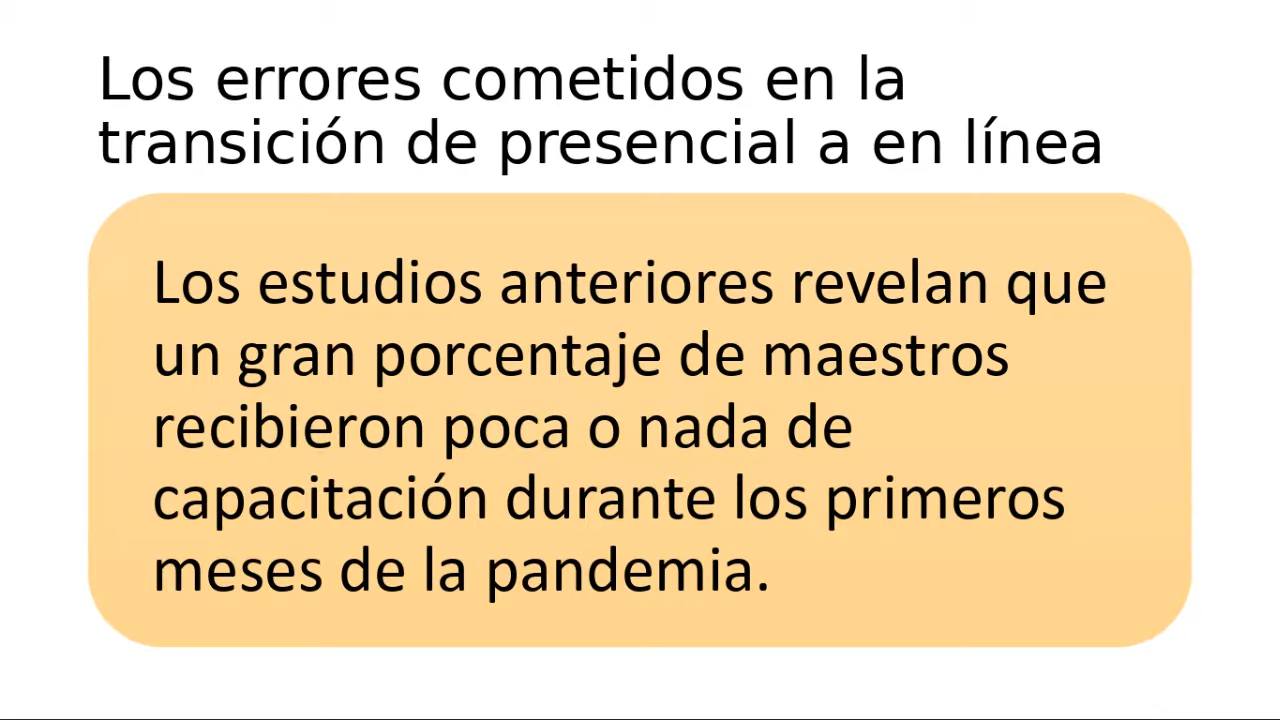 Los errores cometidos en la
transición de presencial a en línea
Los estudios anteriores revelan que
un gran porcentaje de maestros
recibieron poca o nada de
capacitación durante los primeros
meses de la pandemia.